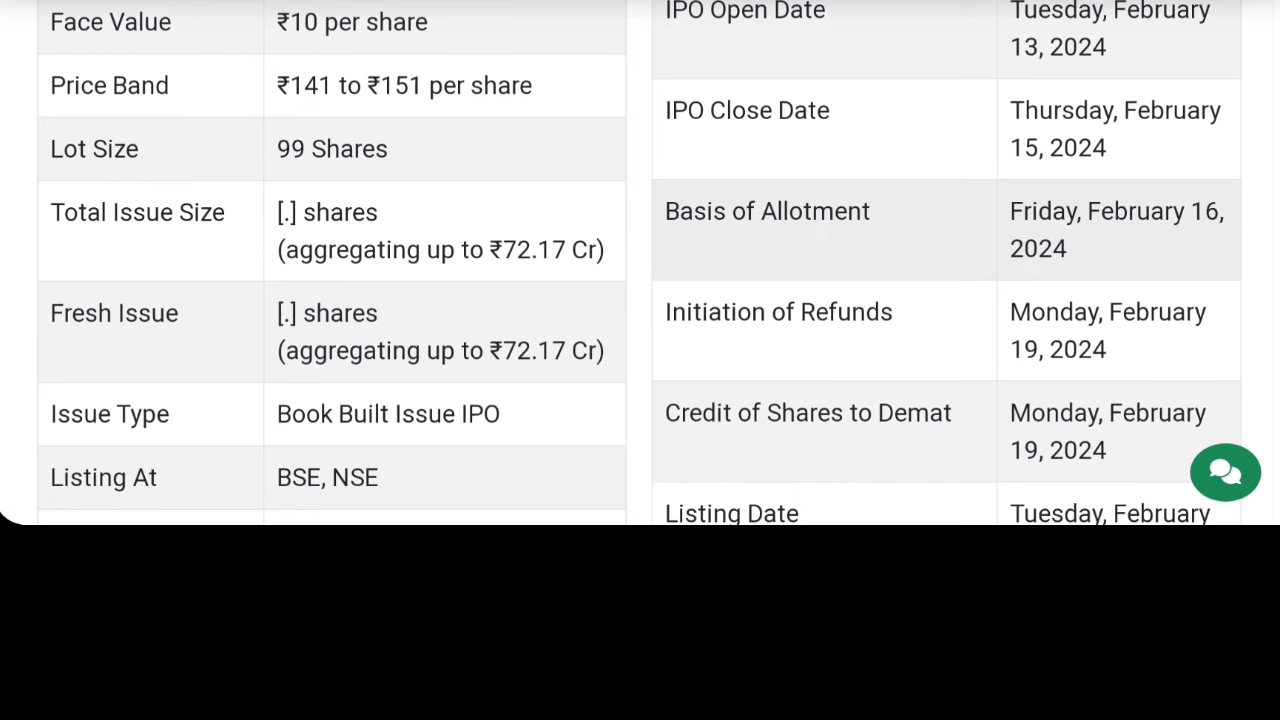 Face Value ₹10 per share
Price Band ₹141 to ₹151 per share
Lot Size 99 Shares
Total Issue Size [.] shares
(aggregating up to ₹72.17 Cr)
Fresh Issue [.] shares
(aggregating up to ₹72.17 Cr)
Issue Type Book Built Issue IPO
Listing At BSE, NSE
IPO Open Date Tuesday, February
13, 2024
IPO Close Date Thursday, February
15, 2024
Basis of Allotment Friday, February 16,
2024
Initiation of Refunds Monday, February
19, 2024
Credit of Shares to Demat Monday, February
19, 2024
Listing Date Tuesday, February